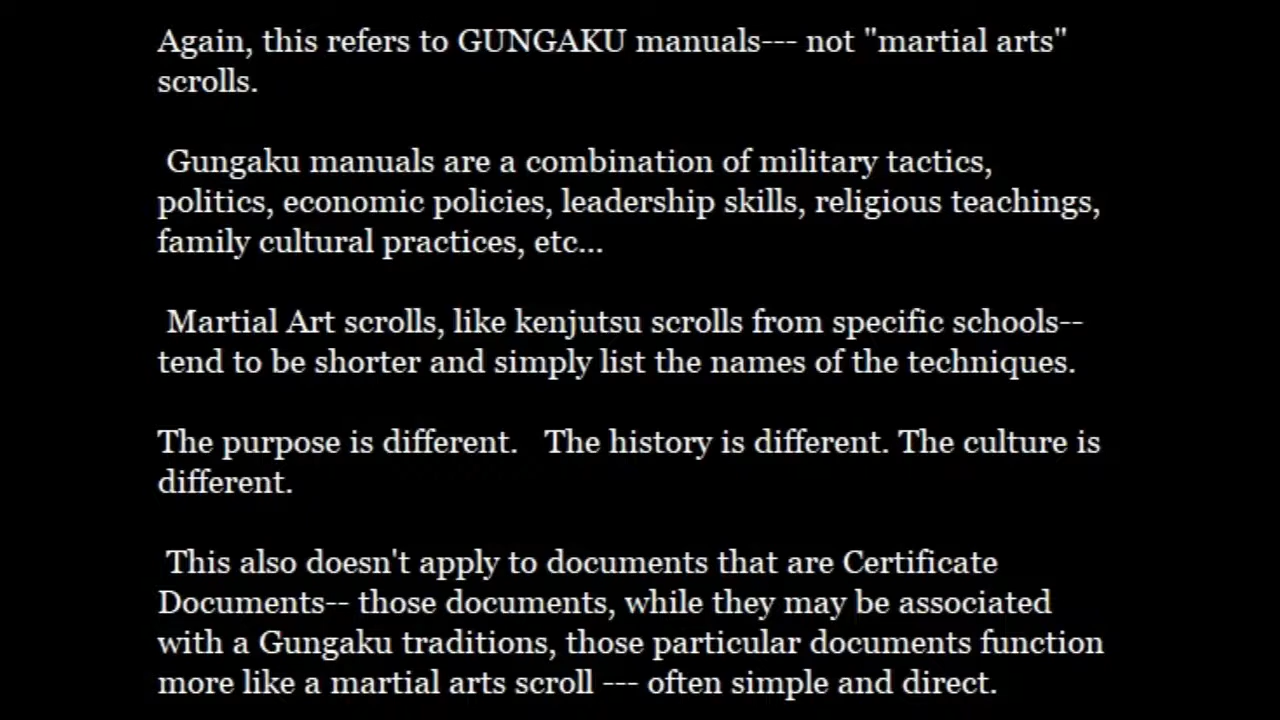 Again, this refers to GUNGAKU manuals--- not "martial arts"
scrolls.
Gungaku manuals are a combination of military tactics,
politics, economic policies, leadership skills, religious teachings,
family cultural practices, etc...
Martial Art scrolls, like kenjutsu scrolls from specific schools--
tend to be shorter and simply list the names of the techniques.
The purpose is different.   The history is different. The culture is
different.
This also doesn't apply to documents that are Certificate
Documents-- those documents, while they may be associated
with a Gungaku traditions, those particular documents function
more like a martial arts scroll --- often simple and direct.